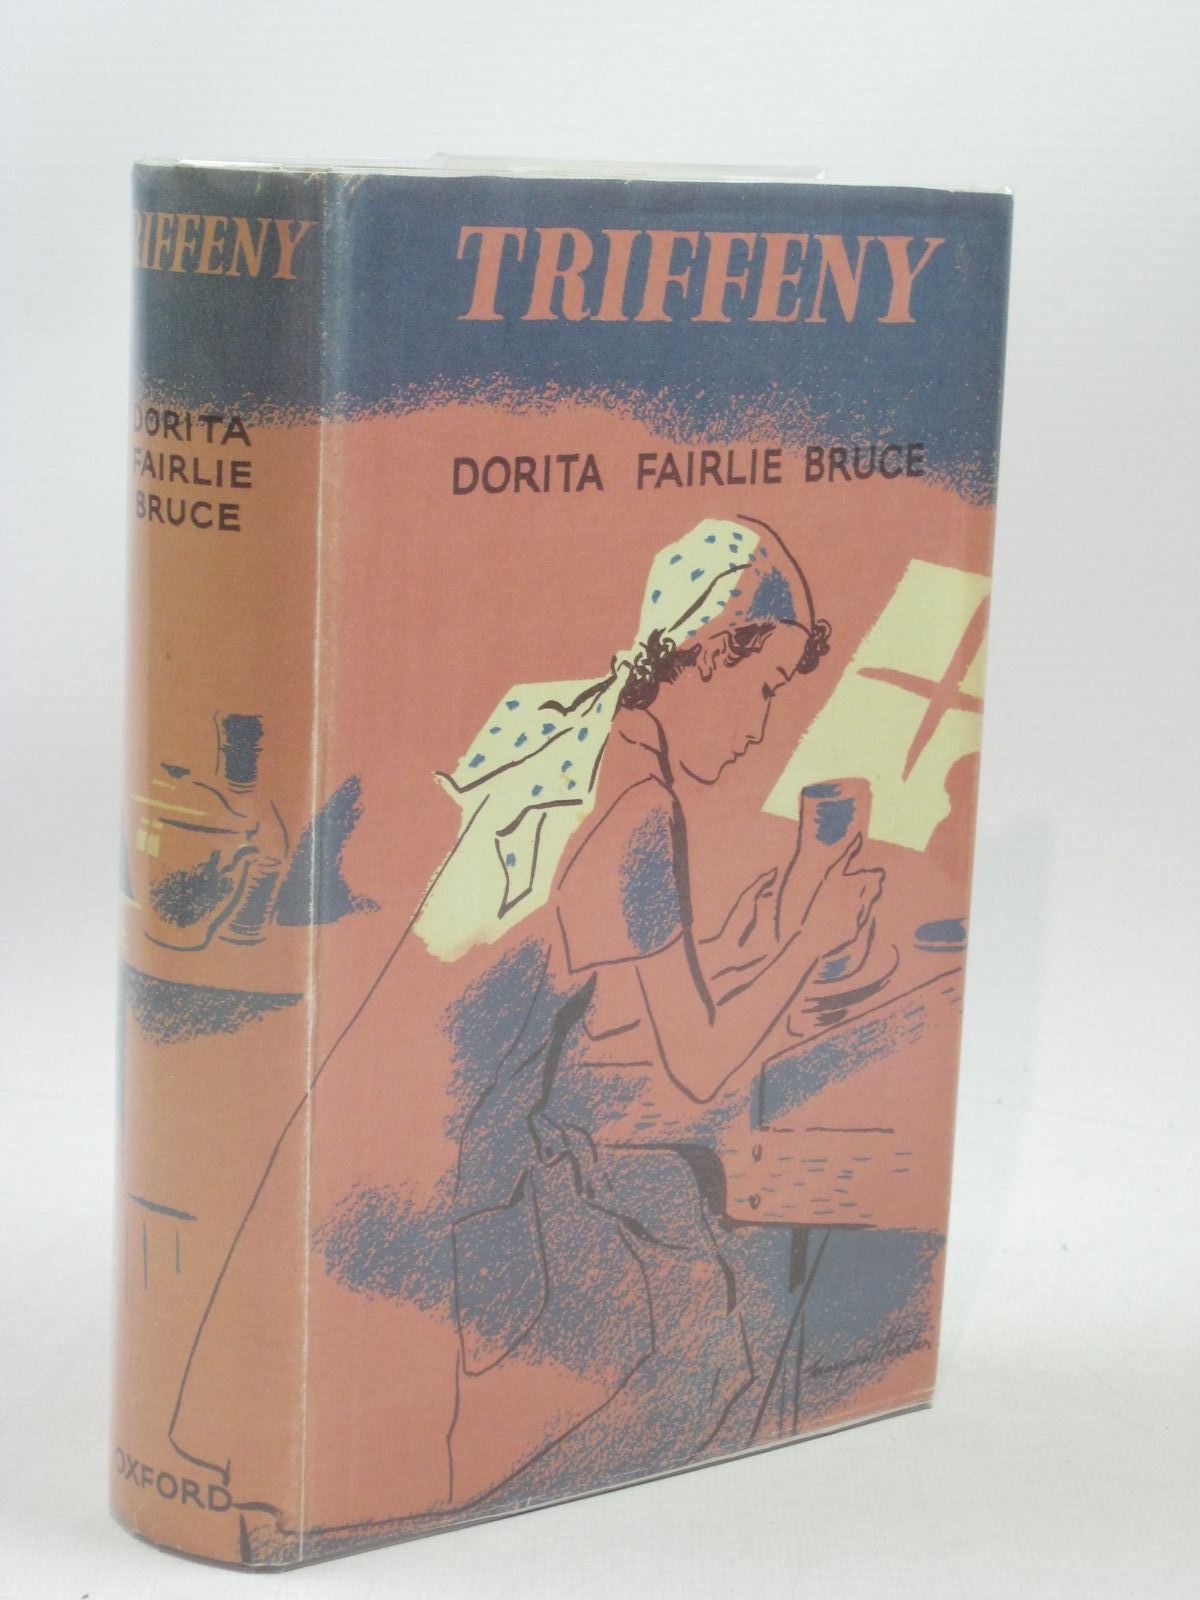 TRIFFENY
DORITA FAIRLIE BRUCE
RIFFENY
DORITA
FAIRLIE
BRUCE
OXFORD